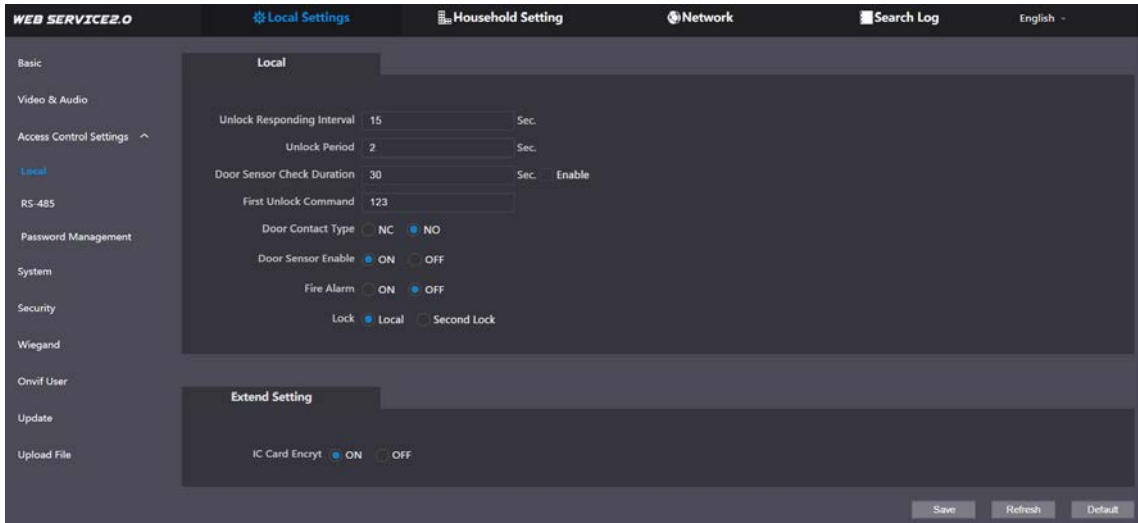 WEB SERVICE2.0 Local Settings Household Setting Network Search Log English
Basic
Video & Audio
Access Control Settings
Local
RS-485
Password Management
System
Security
Wiegand
Onvif User
Update
Upload File
Local
Unlock Responding Interval 15 Sec.
Unlock Period 2 Sec.
Door Sensor Check Duration 30 Sec. Enable
First Unlock Command 123
Door Contact Type NC NO
Door Sensor Enable ON OFF
Fire Alarm ON OFF
Lock Local Second Lock
Extend Setting
IC Card Encryt ON OFF
Save Refresh Default